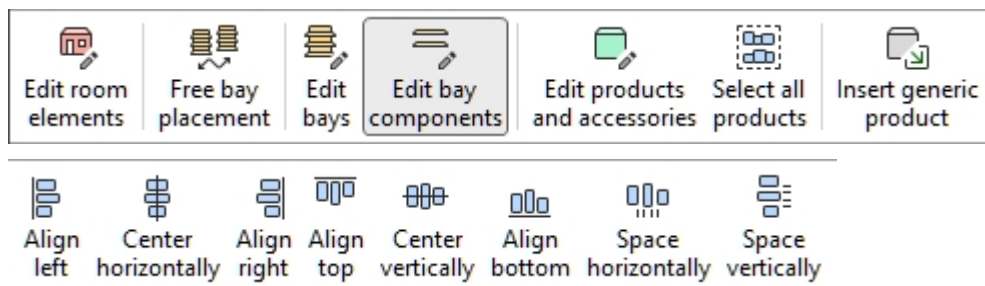 Edit room elements
Free bay placement
Edit bays
Edit bay components
Edit products and accessories
Select all products
Insert generic product
Align left
Center horizontally
Align right
Align top
Center vertically
Align bottom
Space horizontally
Space vertically